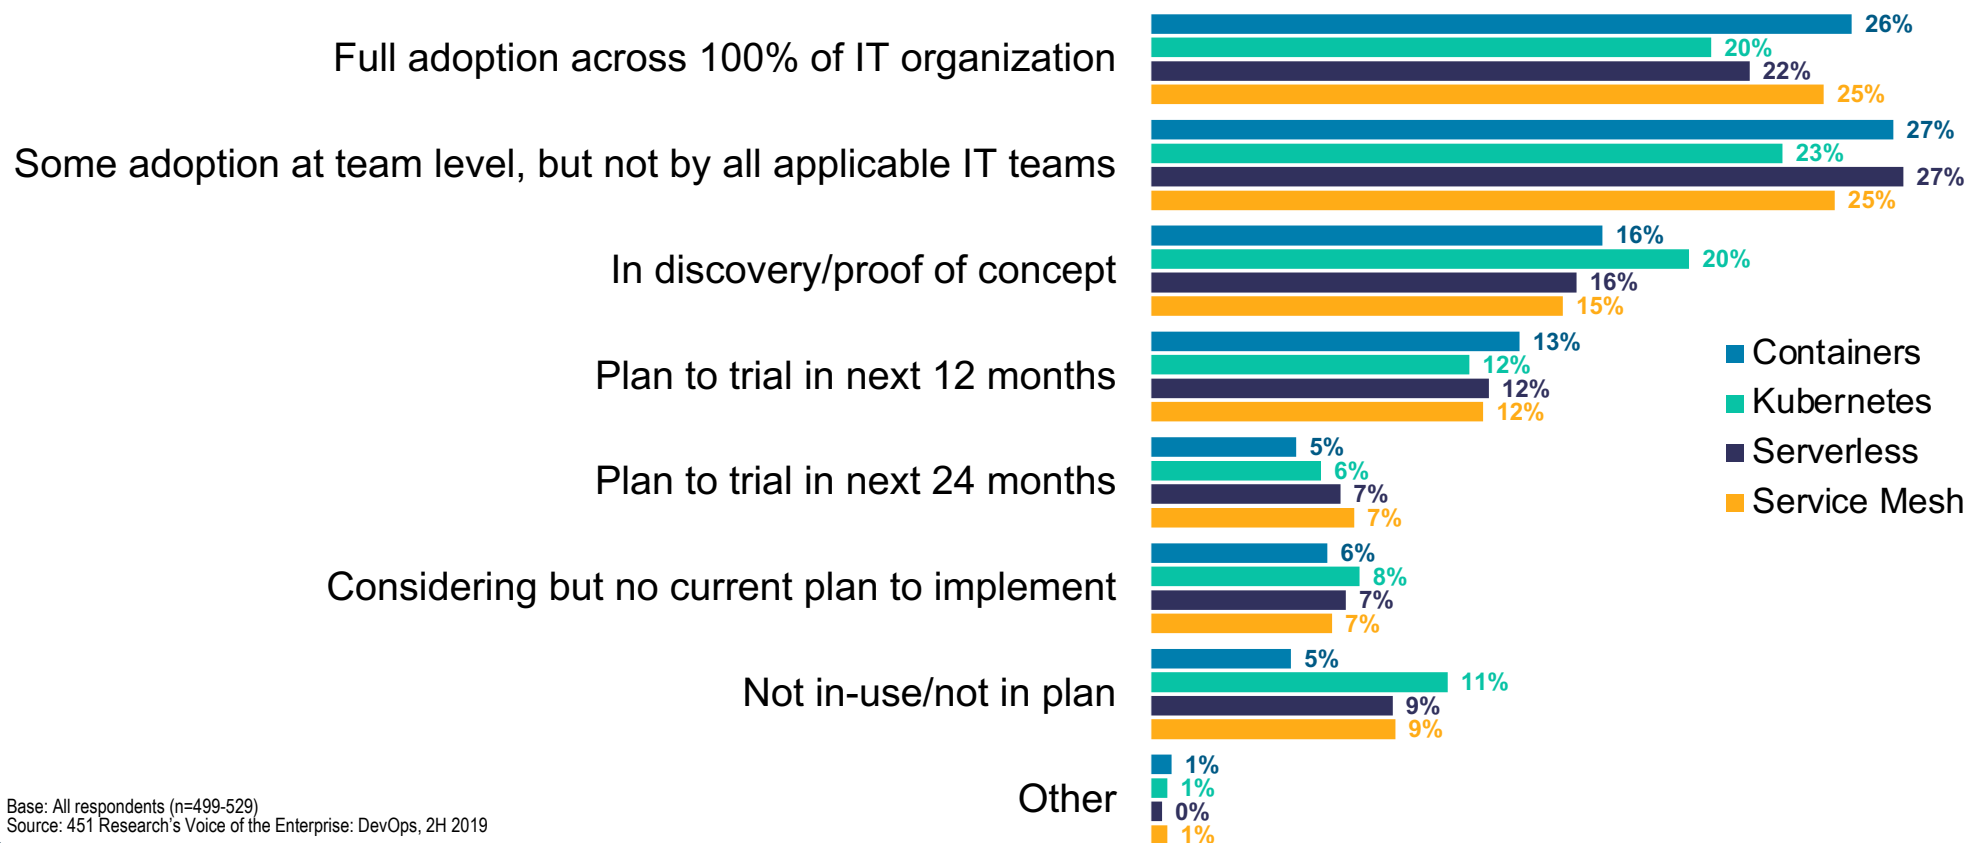 Full adoption across 100% of IT organization
26%
20%
22%
25%
Some adoption at team level, but not by all applicable IT teams
27%
23%
27%
25%
In discovery/proof of concept
16%
20%
16%
15%
Plan to trial in next 12 months
13%
12%
12%
12%
Plan to trial in next 24 months
5%
6%
7%
7%
Considering but no current plan to implement
6%
8%
7%
7%
Not in-use/not in plan
5%
11%
9%
9%
Other
1%
1%
0%
1%
Containers
Kubernetes
Serverless
Service Mesh
Base: All respondents (n=499-529)
Source: 451 Research’s Voice of the Enterprise: DevOps, 2H 2019